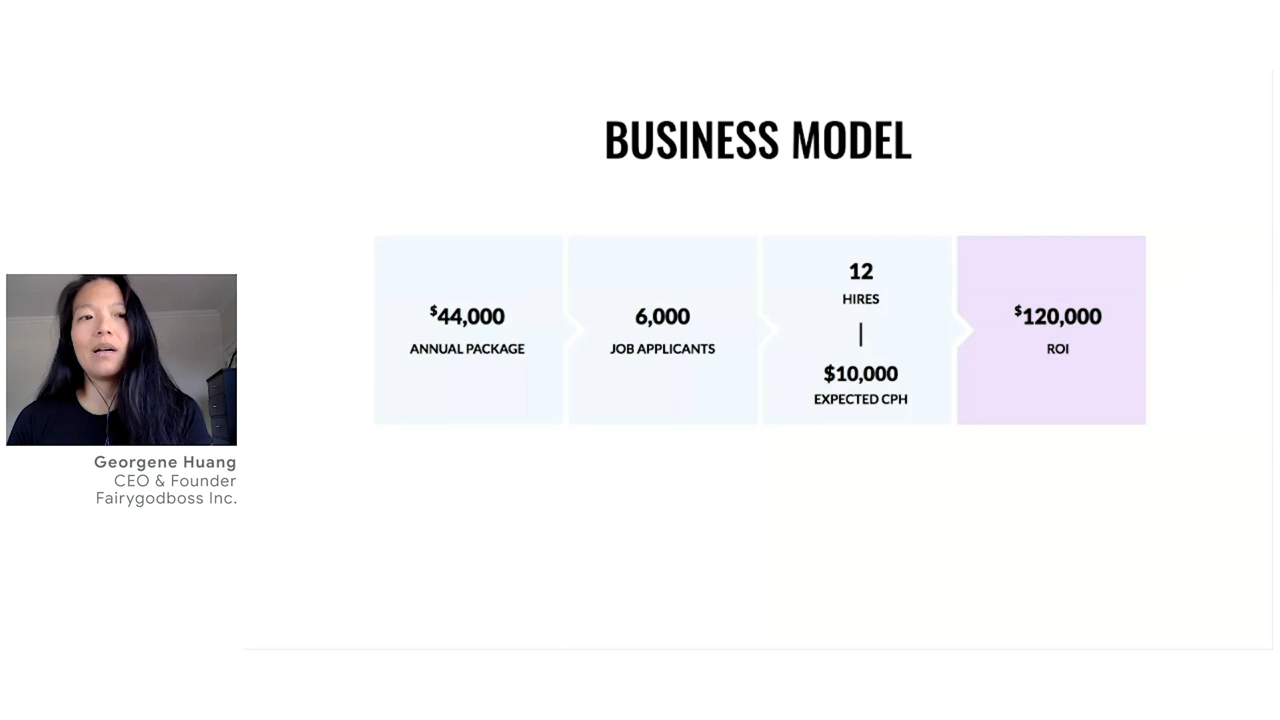 BUSINESS MODEL
$44,000
ANNUAL PACKAGE
6,000
JOB APPLICANTS
12
HIRES
$10,000
EXPECTED CPH
$120,000
ROI
Georgene Huang
CEO & Founder
Fairygodboss Inc.